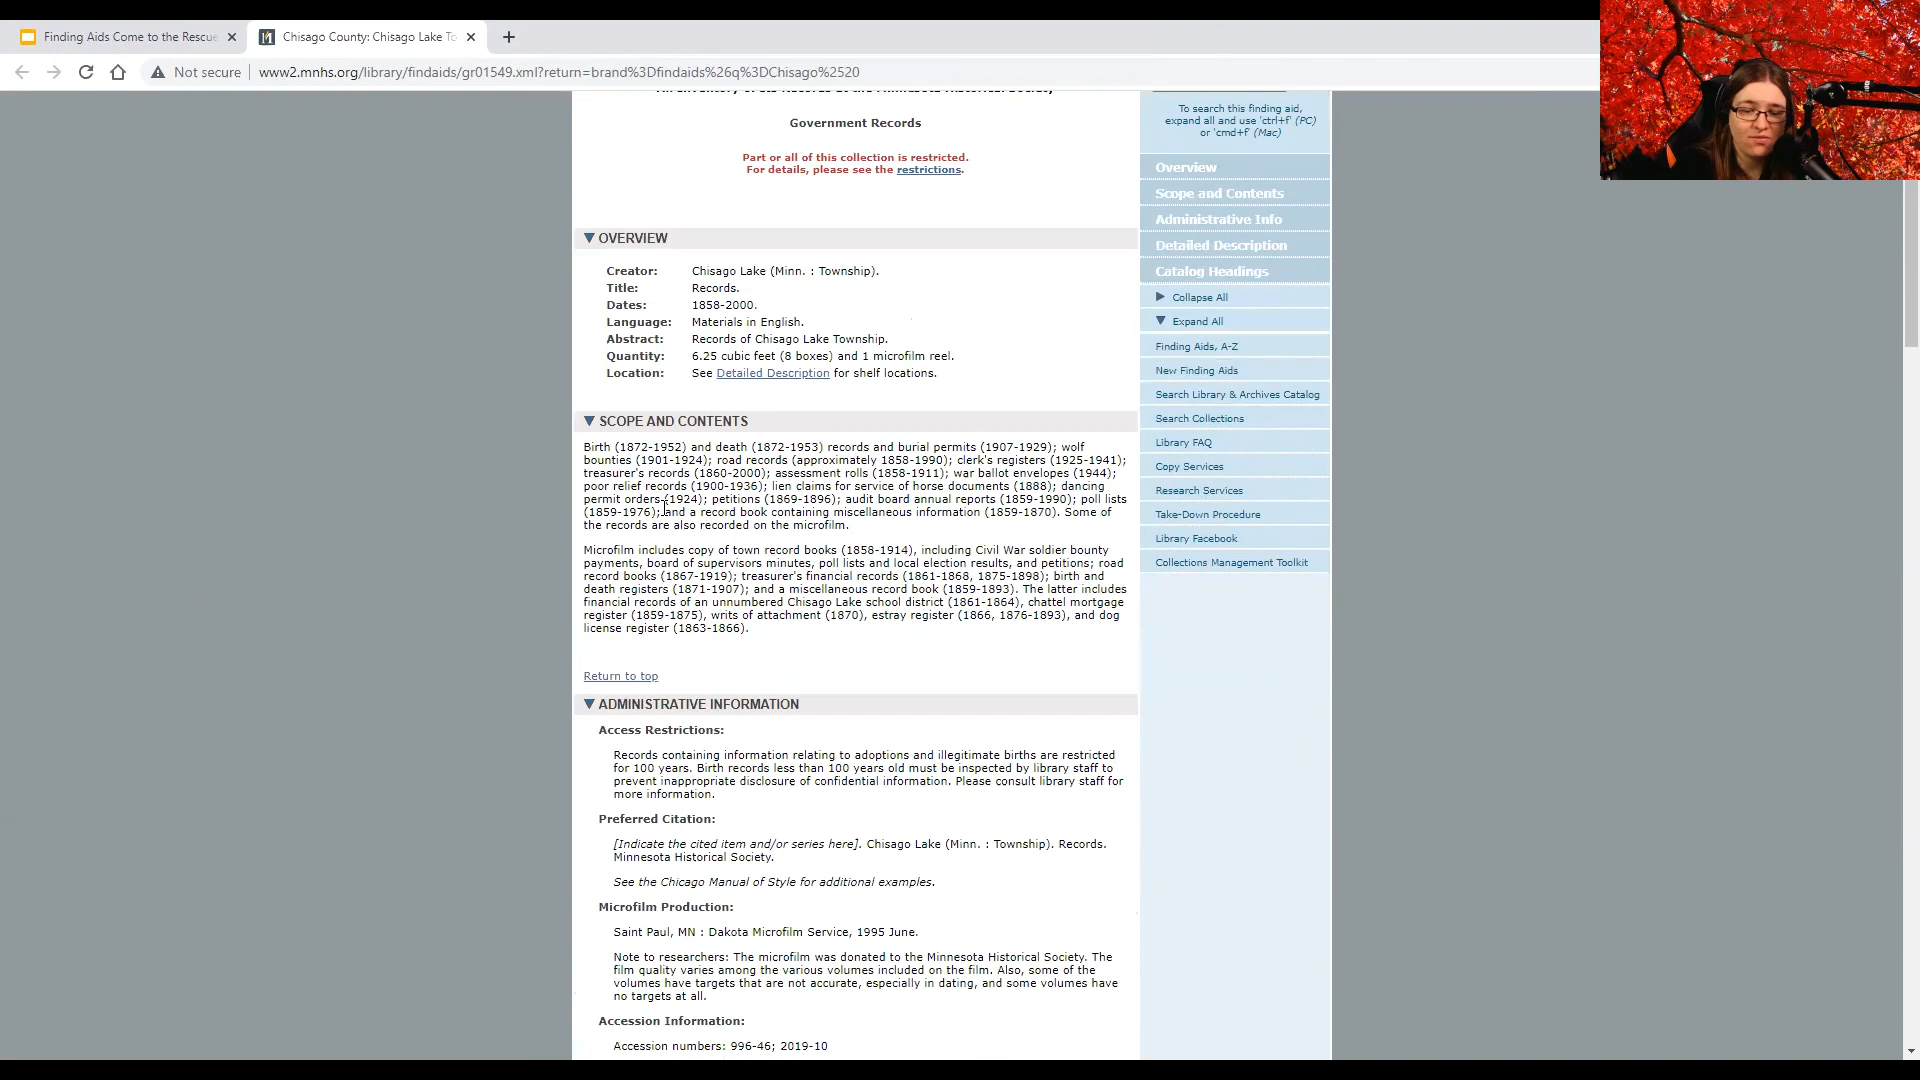 Finding Aids Come to the Rescue
Chisago County: Chisago Lake To
Not secure
www2.mnhs.org/library/findaids/gr01549.xml?return=brand%3Dfindaids%26q%3DChisago%2520
An Inventory of Its Records at the Minnesota Historical Society
Government Records
Part or all of this collection is restricted.
For details, please see the restrictions.
OVERVIEW
Creator: Chisago Lake (Minn. : Township).
Title: Records.
Dates: 1858-2000.
Language: Materials in English.
Abstract: Records of Chisago Lake Township.
Quantity: 6.25 cubic feet (8 boxes) and 1 microfilm reel.
Location: See Detailed Description for shelf locations.
SCOPE AND CONTENTS
Birth (1872-1952) and death (1872-1953) records and burial permits (1907-1929); wolf
bounties (1901-1924); road records (approximately 1858-1990); clerk's registers (1925-1941);
treasurer's records (1860-2000); assessment rolls (1858-1911); war ballot envelopes (1944);
poor relief records (1900-1936); lien claims for service of horse documents (1888); dancing
permit orders (1924); petitions (1869-1896); audit board annual reports (1859-1990); poll lists
(1859-1976); and a record book containing miscellaneous information (1859-1870). Some of
the records are also recorded on the microfilm.
Microfilm includes copy of town record books (1858-1914), including Civil War soldier bounty
payments, board of supervisors minutes, poll lists and local election results, and petitions; road
record books (1867-1919); treasurer's financial records (1861-1868, 1875-1898); birth and
death registers (1871-1907); and a miscellaneous record book (1859-1893). The latter includes
financial records of an unnumbered Chisago Lake school district (1861-1864), chattel mortgage
register (1859-1875), writs of attachment (1870), estray register (1866, 1876-1893), and dog
license register (1863-1866).
Return to top
ADMINISTRATIVE INFORMATION
Access Restrictions:
Records containing information relating to adoptions and illegitimate births are restricted
for 100 years. Birth records less than 100 years old must be inspected by library staff to
prevent inappropriate disclosure of confidential information. Please consult library staff for
more information.
Preferred Citation:
[Indicate the cited item and/or series here]. Chisago Lake (Minn. : Township). Records.
Minnesota Historical Society.
See the Chicago Manual of Style for additional examples.
Microfilm Production:
Saint Paul, MN : Dakota Microfilm Service, 1995 June.
Note to researchers: The microfilm was donated to the Minnesota Historical Society. The
film quality varies among the various volumes included on the film. Also, some of the
volumes have targets that are not accurate, especially in dating, and some volumes have
no targets at all.
Accession Information:
Accession numbers: 996-46; 2019-10
To search this finding aid,
expand all and use 'ctrl+f' (PC)
or 'cmd+f' (Mac)
Overview
Scope and Contents
Administrative Info
Detailed Description
Catalog Headings
Collapse All
Expand All
Finding Aids, A-Z
New Finding Aids
Search Library & Archives Catalog
Search Collections
Library FAQ
Copy Services
Research Services
Take-Down Procedure
Library Facebook
Collections Management Toolkit